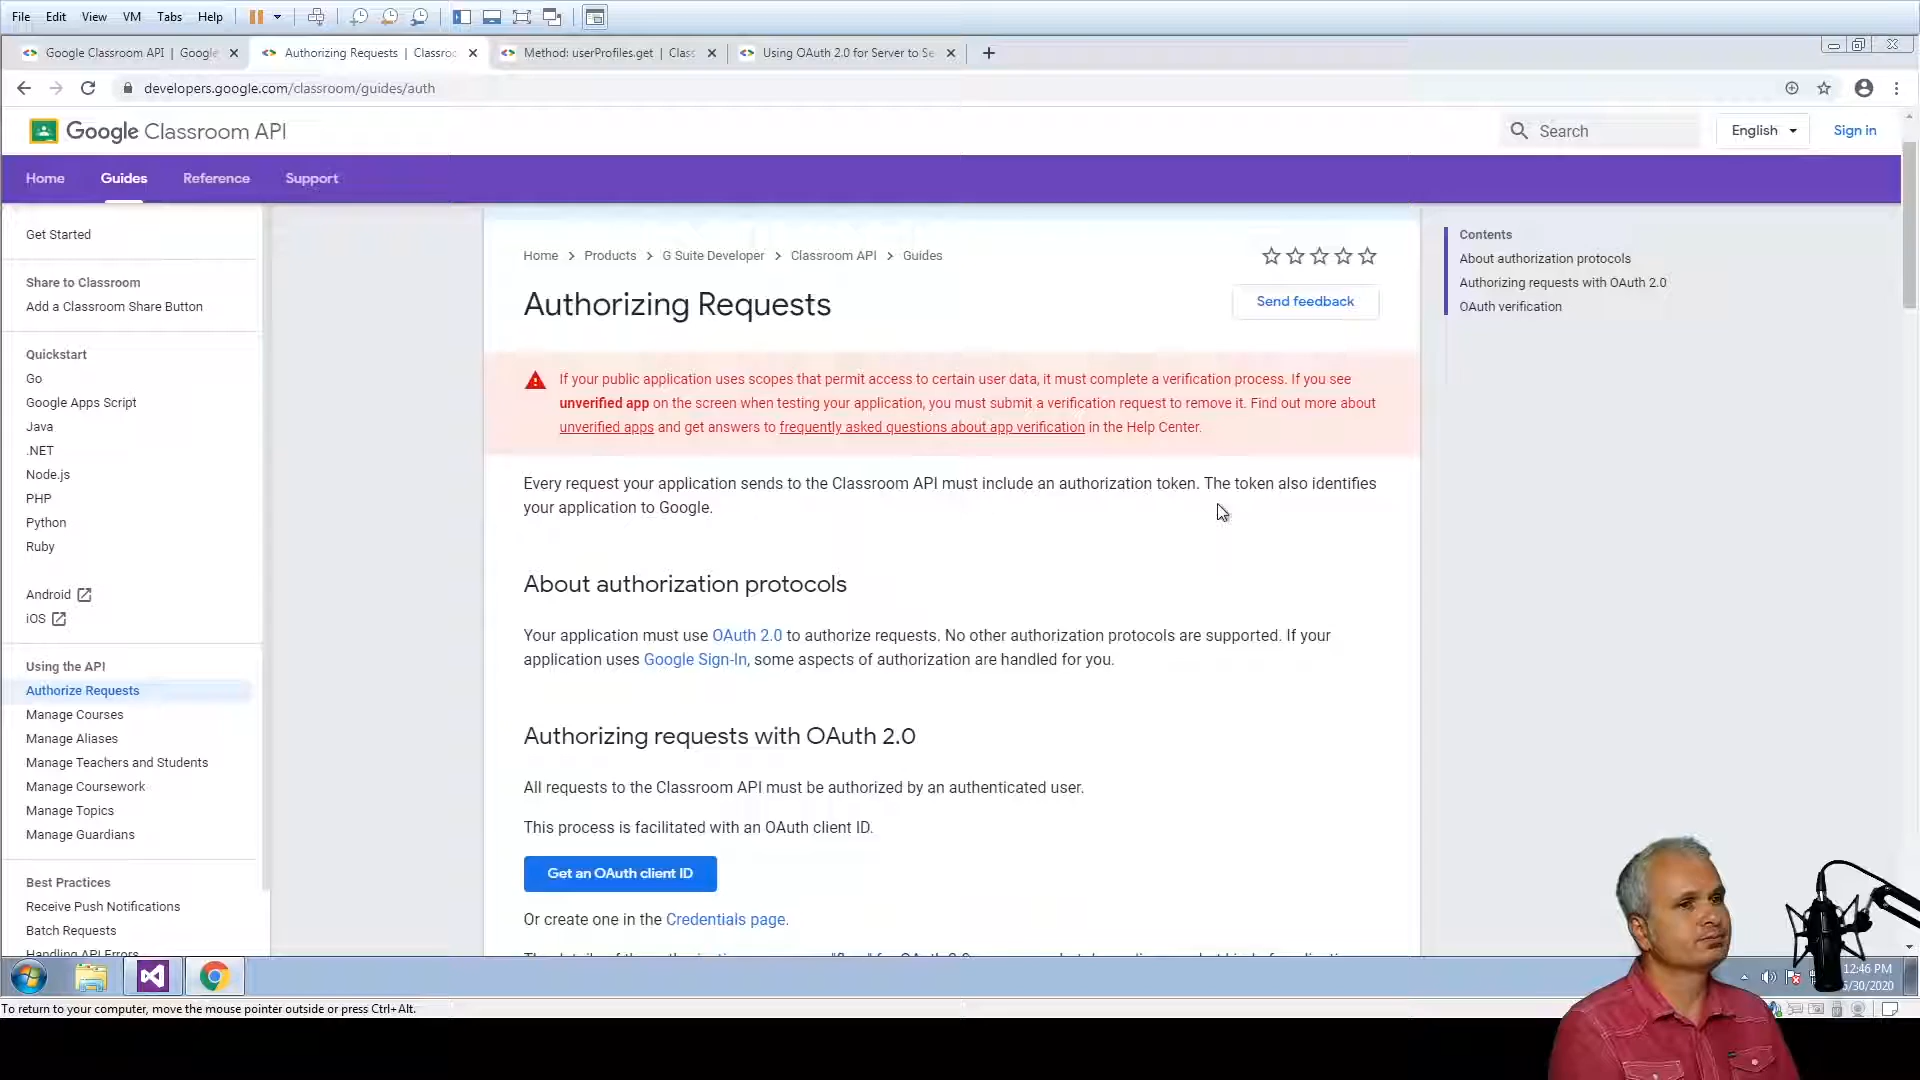 File Edit View VM Tabs Help
Google Classroom API | Google
Authorizing Requests | Classroo
Method: userProfiles.get | Class
Using OAuth 2.0 for Server to Se
developers.google.com/classroom/guides/auth
Google Classroom API
Search
English
Sign in
Home Guides Reference Support
Get Started
Share to Classroom
Add a Classroom Share Button
Quickstart
Go
Google Apps Script
Java
.NET
Node.js
PHP
Python
Ruby
Android
iOS
Using the API
Authorize Requests
Manage Courses
Manage Aliases
Manage Teachers and Students
Manage Coursework
Manage Topics
Manage Guardians
Best Practices
Receive Push Notifications
Batch Requests
Handling API Errors
Home > Products > G Suite Developer > Classroom API > Guides
Authorizing Requests
Send feedback
If your public application uses scopes that permit access to certain user data, it must complete a verification process. If you see
unverified app on the screen when testing your application, you must submit a verification request to remove it. Find out more about
unverified apps and get answers to frequently asked questions about app verification in the Help Center.
Every request your application sends to the Classroom API must include an authorization token. The token also identifies
your application to Google.
About authorization protocols
Your application must use OAuth 2.0 to authorize requests. No other authorization protocols are supported. If your
application uses Google Sign-In, some aspects of authorization are handled for you.
Authorizing requests with OAuth 2.0
All requests to the Classroom API must be authorized by an authenticated user.
This process is facilitated with an OAuth client ID.
Get an OAuth client ID
Or create one in the Credentials page.
Contents
About authorization protocols
Authorizing requests with OAuth 2.0
OAuth verification
12:46 PM
5/30/2020
To return to your computer, move the mouse pointer outside or press Ctrl+Alt.